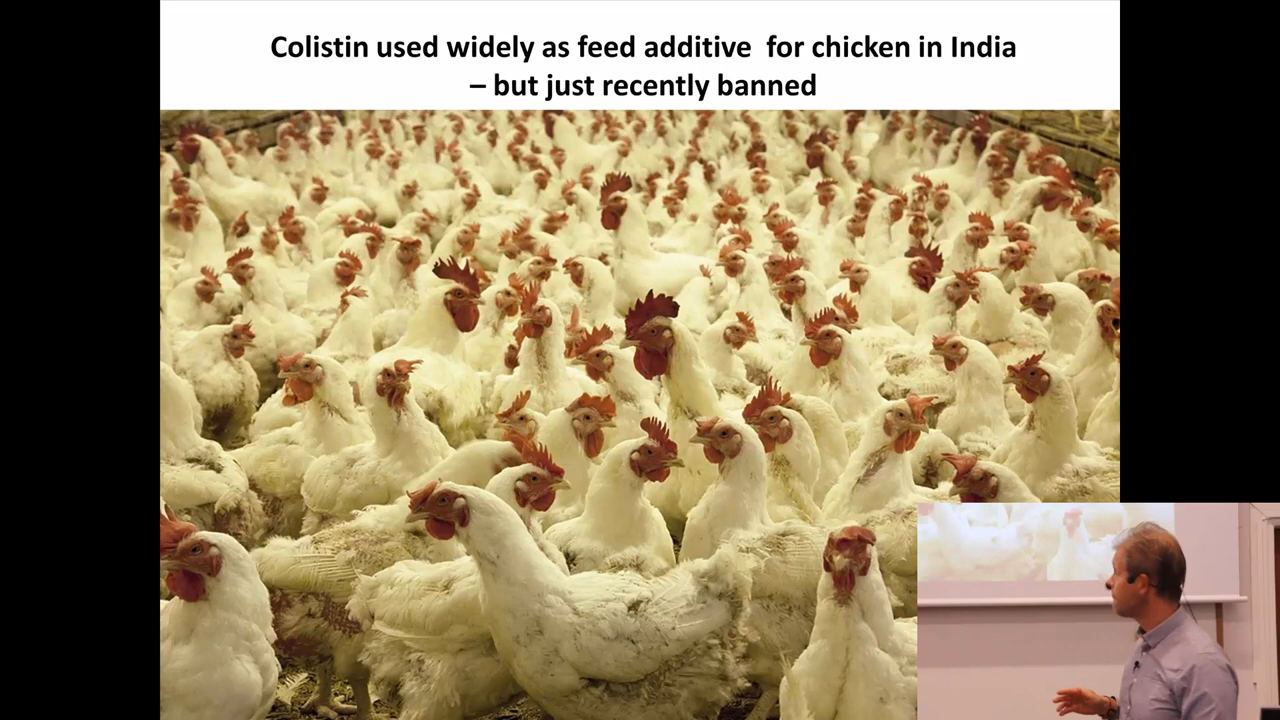 Colistin used widely as feed additive  for chicken in India
– but just recently banned